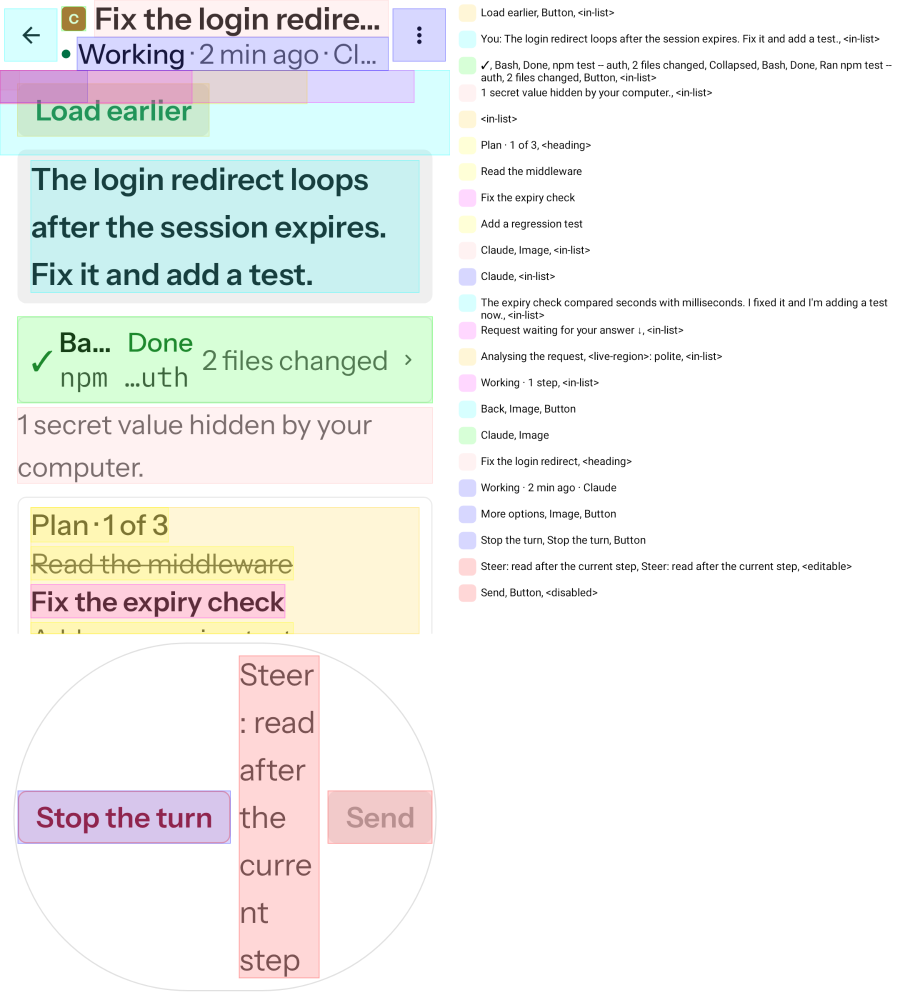 C Fix the login redire...
Working · 2 min ago · Cl...
Load earlier
The login redirect loops
after the session expires.
Fix it and add a test.
✓ Ba... Done 2 files changed ›
npm ...uth
1 secret value hidden by your
computer.
Plan · 1 of 3
Read the middleware
Fix the expiry check
Stop the turn
Steer
: read
after
the
curre
nt
step
Send
Load earlier, Button, <in-list>
You: The login redirect loops after the session expires. Fix it and add a test., <in-list>
✓, Bash, Done, npm test -- auth, 2 files changed, Collapsed, Bash, Done, Ran npm test --
auth, 2 files changed, Button, <in-list>
1 secret value hidden by your computer., <in-list>
<in-list>
Plan · 1 of 3, <heading>
Read the middleware
Fix the expiry check
Add a regression test
Claude, Image, <in-list>
Claude, <in-list>
The expiry check compared seconds with milliseconds. I fixed it and I'm adding a test
now., <in-list>
Request waiting for your answer ↓, <in-list>
Analysing the request, <live-region>: polite, <in-list>
Working · 1 step, <in-list>
Back, Image, Button
Claude, Image
Fix the login redirect, <heading>
Working · 2 min ago · Claude
More options, Image, Button
Stop the turn, Stop the turn, Button
Steer: read after the current step, Steer: read after the current step, <editable>
Send, Button, <disabled>